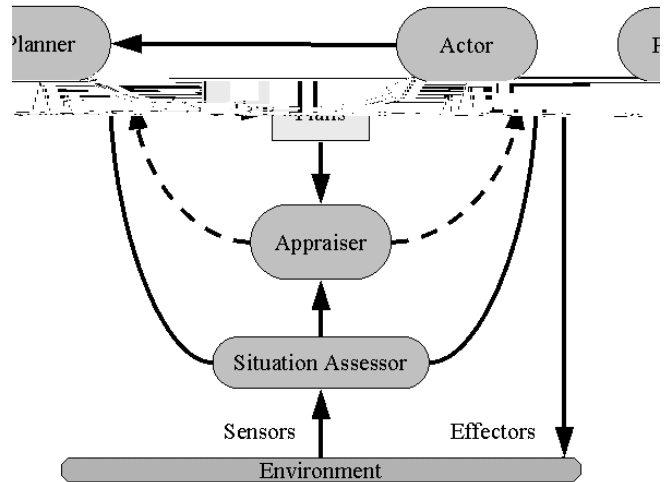 Planner
Actor
Appraiser
Situation Assessor
Sensors
Effectors
Environment